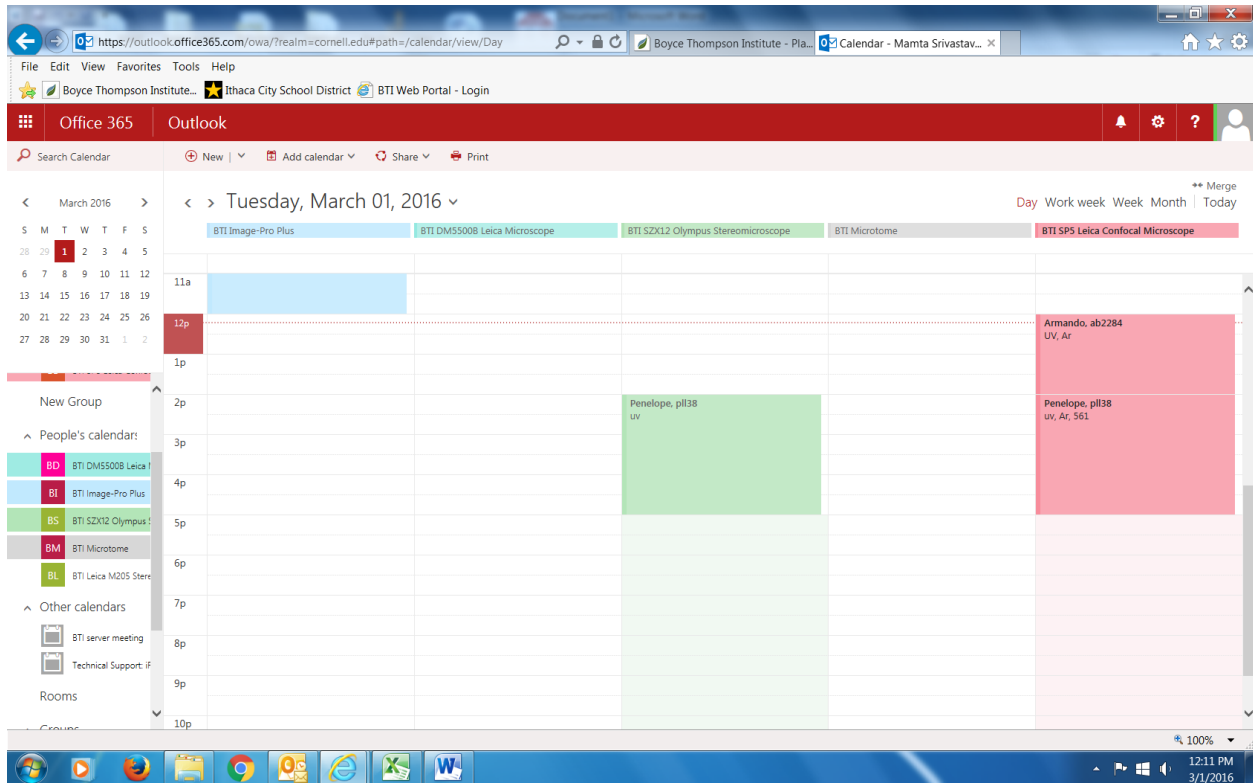 https://outlook.office365.com/owa/?realm=cornell.edu#path=/calendar/view/Day
Boyce Thompson Institute - Pla...
Calendar - Mamta Srivastav...
File Edit View Favorites Tools Help
Boyce Thompson Institute... Ithaca City School District BTI Web Portal - Login
Office 365 Outlook ?
Search Calendar New Add calendar Share Print
Merge
March 2016
Tuesday, March 01, 2016
Day Work week Week Month Today
S M T W T F S
28 29 1 2 3 4 5
6 7 8 9 10 11 12
13 14 15 16 17 18 19
20 21 22 23 24 25 26
27 28 29 30 31 1 2
BTI Image-Pro Plus
BTI DM5500B Leica Microscope
BTI SZX12 Olympus Stereomicroscope
BTI Microtome
BTI SP5 Leica Confocal Microscope
11a
12p
1p
2p
3p
4p
5p
6p
7p
8p
9p
10p
Armando, ab2284
UV, Ar
Penelope, pll38
uv
Penelope, pll38
uv, Ar, 561
New Group
People's calendars
BD BTI DM5500B Leica
BI BTI Image-Pro Plus
BS BTI SZX12 Olympus
BM BTI Microtome
BL BTI Leica M205 Stere
Other calendars
BTI server meeting
Technical Support:
Rooms
Groups
100%
12:11 PM
3/1/2016